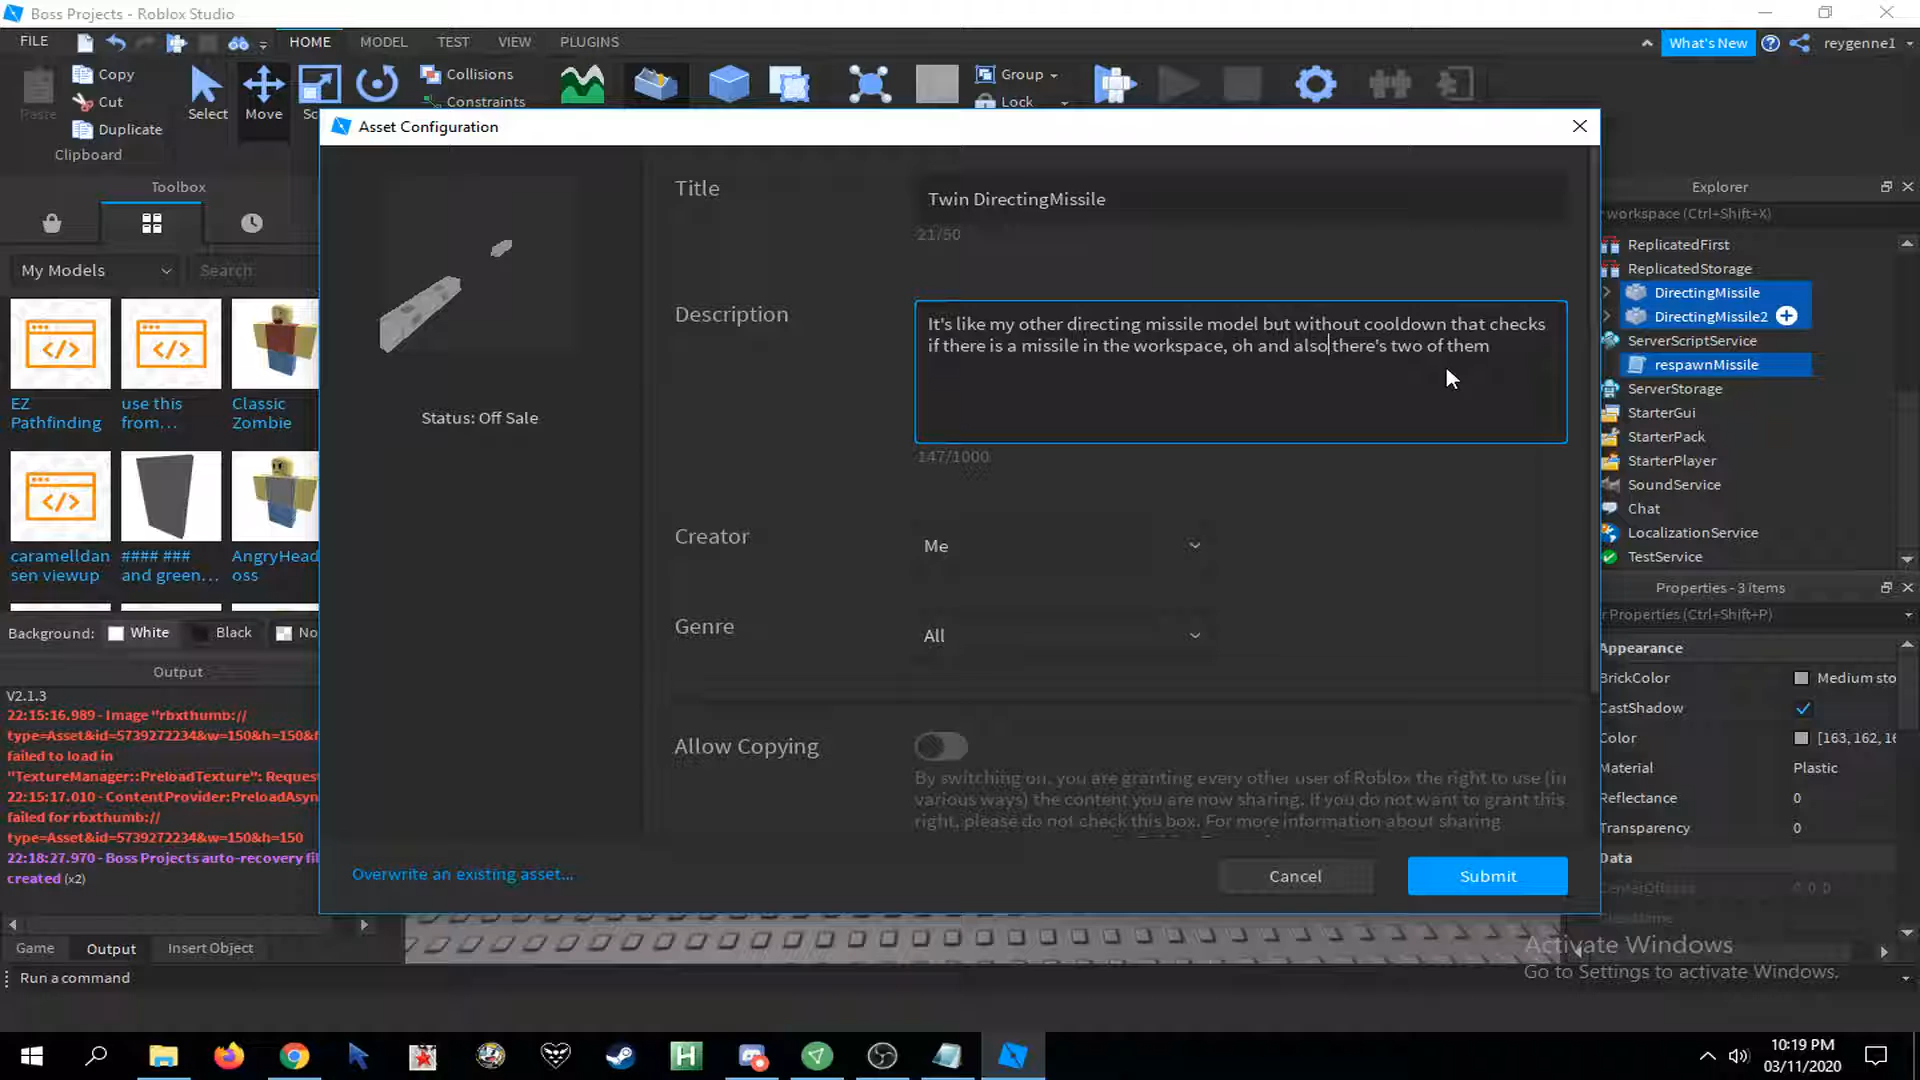 Boss Projects - Roblox Studio
FILE
HOME
MODEL
TEST
VIEW
PLUGINS
What's New
reygenne1
Paste
Copy
Cut
Duplicate
Clipboard
Select
Move
Collisions
Constraints
Group
Lock
Toolbox
My Models
Search
EZ
Pathfinding
use this
from...
Classic
Zombie
caramelldan
sen viewup
#### ###
and green...
AngryHead
oss
Background:
White
Black
No
Output
V2.1.3
22:15:16.989 - Image "rbxthumb://
type=Asset&id=5739272234&w=150&h=150&f
failed to load in
"TextureManager::PreloadTexture": Request
22:15:17.010 - ContentProvider:PreloadAsyn
failed for rbxthumb://
type=Asset&id=5739272234&w=150&h=150
22:18:27.970 - Boss Projects auto-recovery fil
created (x2)
Game
Output
Insert Object
Run a command
Asset Configuration
Status: Off Sale
Title
Twin DirectingMissile
21/50
Description
It's like my other directing missile model but without cooldown that checks
if there is a missile in the workspace, oh and also there's two of them
147/1000
Creator
Me
Genre
All
Allow Copying
By switching on, you are granting every other user of Roblox the right to use (in
various ways) the content you are now sharing. If you do not want to grant this
right, please do not check this box. For more information about sharing
Overwrite an existing asset...
Cancel
Submit
Explorer
workspace (Ctrl+Shift+X)
ReplicatedFirst
ReplicatedStorage
DirectingMissile
DirectingMissile2
ServerScriptService
respawnMissile
ServerStorage
StarterGui
StarterPack
StarterPlayer
SoundService
Chat
LocalizationService
TestService
Properties - 3 items
r Properties (Ctrl+Shift+P)
Appearance
BrickColor
Medium sto
CastShadow
Color
[163, 162, 16
Material
Plastic
Reflectance
0
Transparency
0
Data
Activate Windows
Go to Settings to activate Windows.
10:19 PM
03/11/2020